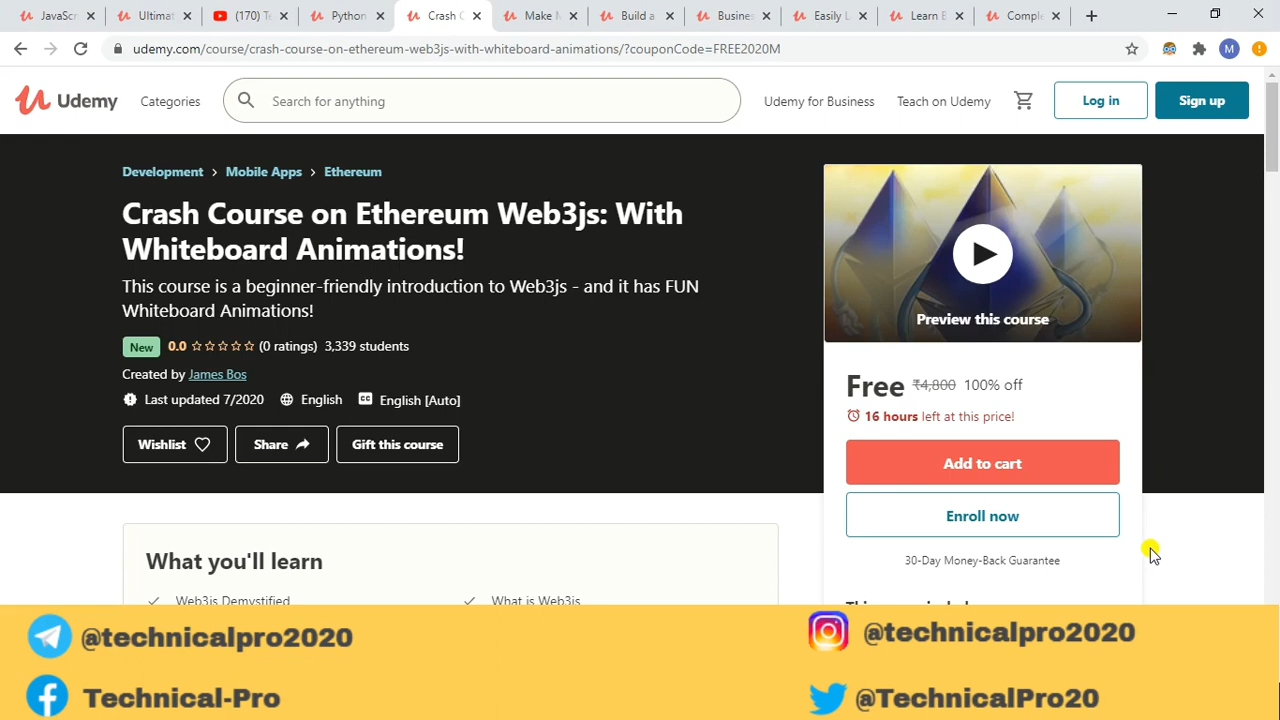 JavaScr
Ultimat
(170) Te
Python
Crash C
Make M
Build a
Busines
Easily L
Learn B
Comple
udemy.com/course/crash-course-on-ethereum-web3js-with-whiteboard-animations/?couponCode=FREE2020M
M
Udemy
Categories
Search for anything
Udemy for Business
Teach on Udemy
Log in
Sign up
Development > Mobile Apps > Ethereum
Crash Course on Ethereum Web3js: With
Whiteboard Animations!
This course is a beginner-friendly introduction to Web3js - and it has FUN
Whiteboard Animations!
New 0.0 (0 ratings) 3,339 students
Created by James Bos
Last updated 7/2020 English CC English [Auto]
Wishlist
Share
Gift this course
Preview this course
Free ₹4,800 100% off
16 hours left at this price!
Add to cart
Enroll now
30-Day Money-Back Guarantee
What you'll learn
Web3js Demystified
What is Web3js
@technicalpro2020
@technicalpro2020
Technical-Pro
@TechnicalPro20